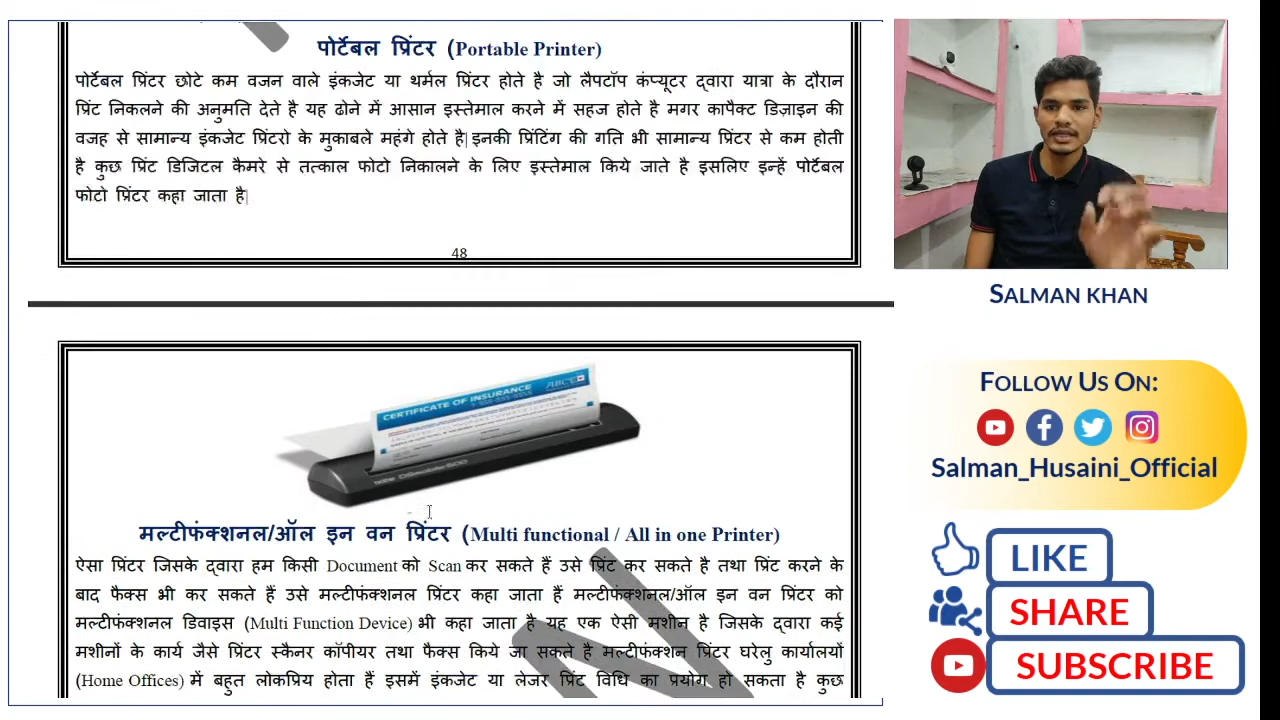 पोर्टेबल प्रिंटर (Portable Printer)
पोर्टेबल प्रिंटर छोटे कम वजन वाले इंकजेट या थर्मल प्रिंटर होते है जो लैपटॉप कंप्यूटर द्वारा यात्रा के दौरान
प्रिंट निकलने की अनुमति देते है यह ढोने में आसान इस्तेमाल करने में सहज होते है मगर कापैक्ट डिज़ाइन की
वजह से सामान्य इंकजेट प्रिंटरो के मुकाबले महंगे होते है| इनकी प्रिंटिंग की गति भी सामान्य प्रिंटर से कम होती
है कुछ प्रिंट डिजिटल कैमरे से तत्काल फोटो निकालने के लिए इस्तेमाल किये जाते है इसलिए इन्हें पोर्टेबल
फोटो प्रिंटर कहा जाता है|
48
CERTIFICATE OF INSURANCE
मल्टीफंक्शनल/ऑल इन वन प्रिंटर (Multi functional / All in one Printer)
ऐसा प्रिंटर जिसके द्वारा हम किसी Document को Scan कर सकते हैं उसे प्रिंट कर सकते है तथा प्रिंट करने के
बाद फैक्स भी कर सकते हैं उसे मल्टीफंक्शनल प्रिंटर कहा जाता हैं मल्टीफंक्शनल/ऑल इन वन प्रिंटर को
मल्टीफंक्शनल डिवाइस (Multi Function Device) भी कहा जाता है यह एक ऐसी मशीन है जिसके द्वारा कई
मशीनों के कार्य जैसे प्रिंटर स्कैनर कॉपीयर तथा फैक्स किये जा सकते है मल्टीफंक्शन प्रिंटर घरेलु कार्यालयों
(Home Offices) में बहुत लोकप्रिय होता हैं इसमें इंकजेट या लेजर प्रिंट विधि का प्रयोग हो सकता है कुछ
SALMAN KHAN
FOLLOW US ON:
Salman_Husaini_Official
LIKE
SHARE
SUBSCRIBE